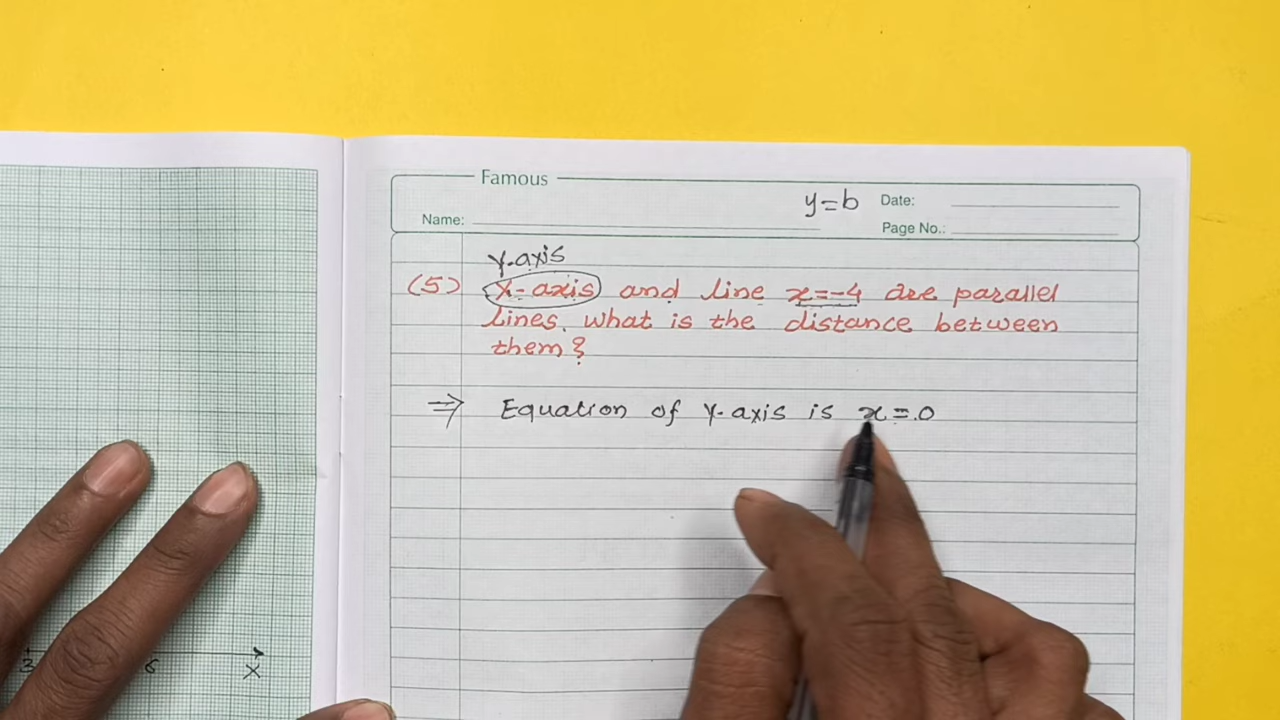 Famous
y=b
Date:
Name:
Page No.:
Y-axis
(5) X-axis and line x=-4 are parallel
lines. what is the distance between
them?
⇒ Equation of Y-axis is x=0
X